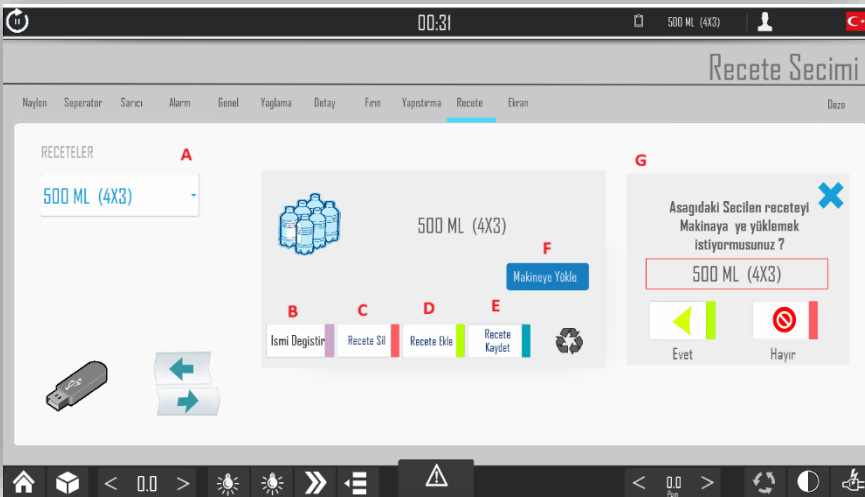 00:31
500 ML (4X3)
Recete Secimi
Naylon Seperator Sarıcı Alarm Genel Yaglama Detay Fırın Yapıstırma Recete Ekran Dozo
RECETELER
A
500 ML (4X3)
500 ML (4X3)
F
Makineye Yükle
B
C
D
E
Ismi Degistir
Recete Sil
Recete Ekle
Recete
Kaydet
G
Asagıdaki Secilen receteyi
Makinaya ye yüklemek
istiyormusunuz ?
500 ML (4X3)
Evet
Hayır
< 0.0 >
< 0.0 >